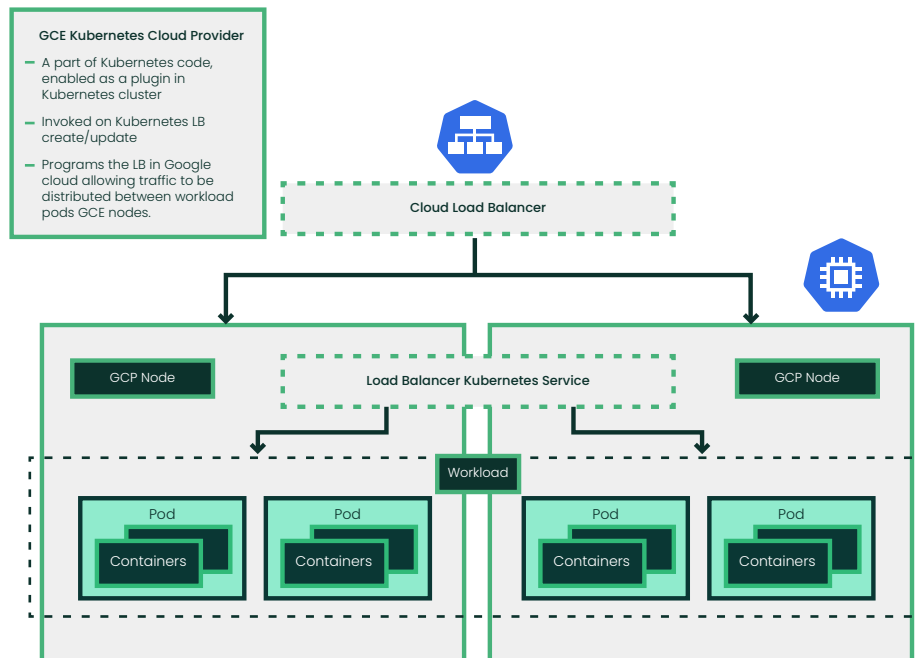 GCE Kubernetes Cloud Provider
A part of Kubernetes code,
enabled as a plugin in
Kubernetes cluster
Invoked on Kubernetes LB
create/update
Programs the LB in Google
cloud allowing traffic to be
distributed between workload
pods GCE nodes.
Cloud Load Balancer
GCP Node
Load Balancer Kubernetes Service
GCP Node
Workload
Pod
Containers
Pod
Containers
Pod
Containers
Pod
Containers